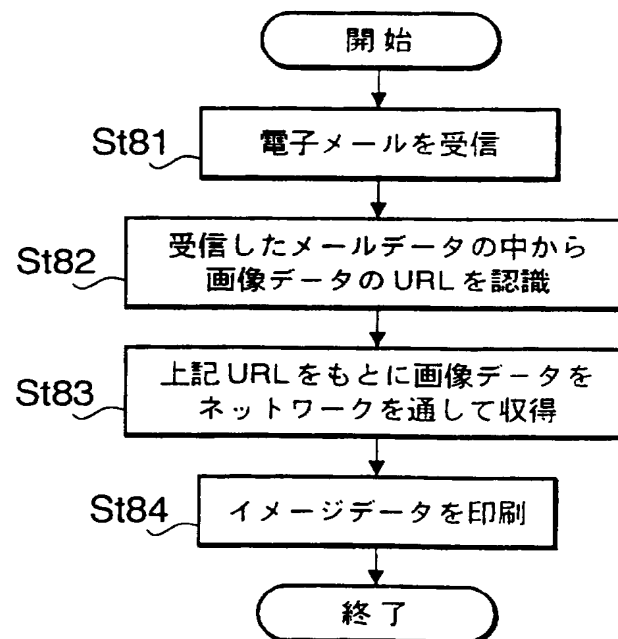 開始
St81
電子メールを受信
St82
受信したメールデータの中から
画像データのURLを認識
St83
上記URLをもとに画像データを
ネットワークを通して収得
St84
イメージデータを印刷
終了